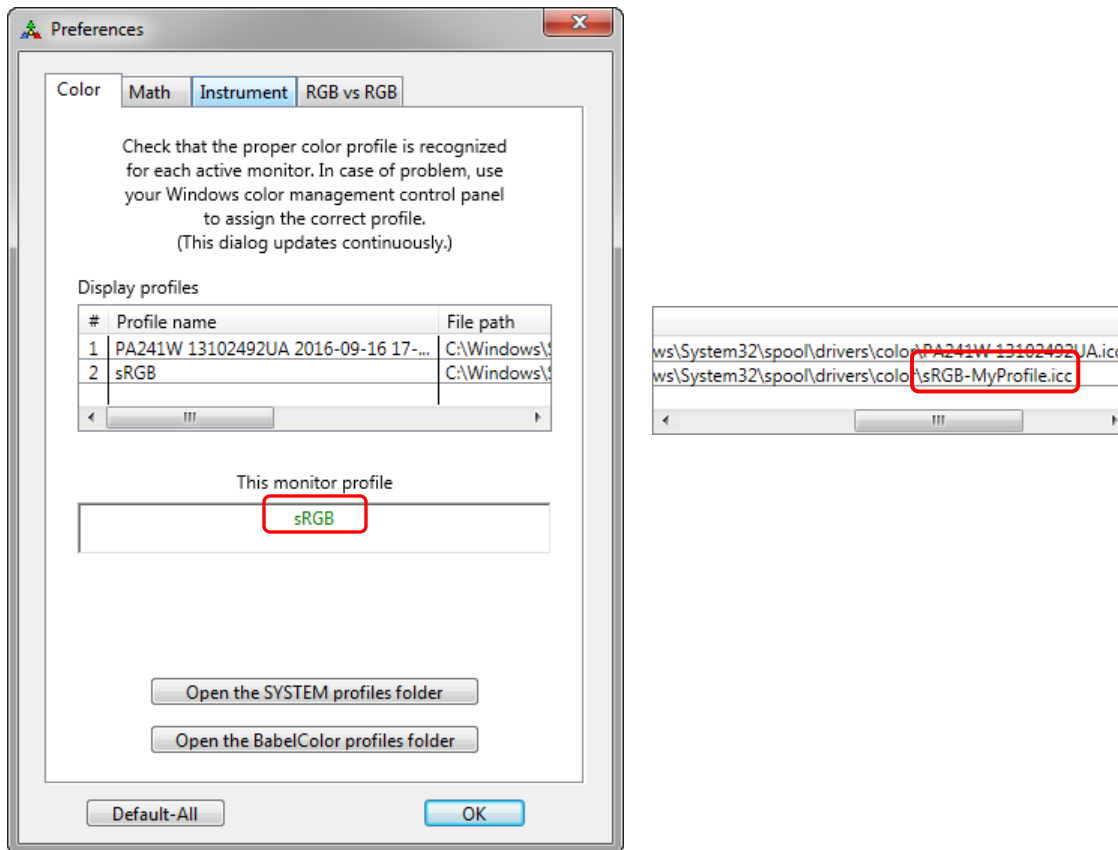 Preferences
Color Math Instrument RGB vs RGB
Check that the proper color profile is recognized
for each active monitor. In case of problem, use
your Windows color management control panel
to assign the correct profile.
(This dialog updates continuously.)
Display profiles
# Profile name File path
1 PA241W 13102492UA 2016-09-16 17-... C:\Windows\
2 sRGB C:\Windows\
ws\System32\spool\drivers\color\PA241W 13102492UA.icc
ws\System32\spool\drivers\color\sRGB-MyProfile.icc
This monitor profile
sRGB
Open the SYSTEM profiles folder
Open the BabelColor profiles folder
Default-All OK